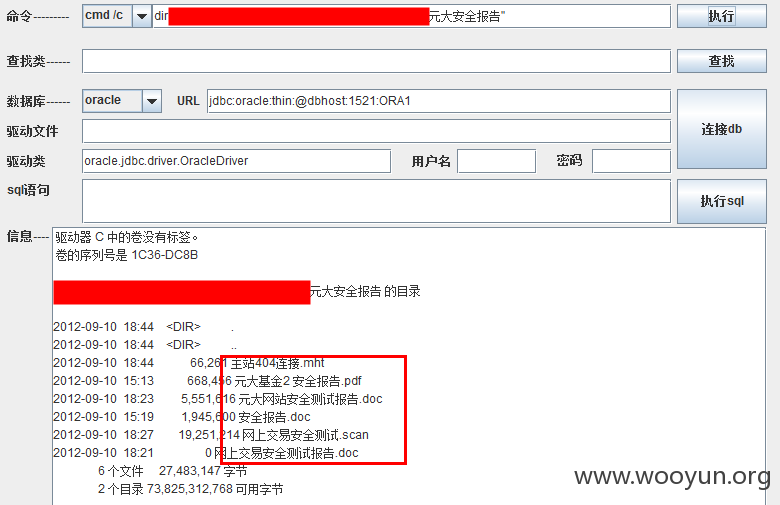 命令--------- cmd /c dir 元大安全报告" 执行
查找类------ 查找
数据库------ oracle URL jdbc:oracle:thin:@dbhost:1521:ORA1 连接db
驱动文件
驱动类 oracle.jdbc.driver.OracleDriver 用户名 密码
sql语句 执行sql
信息---- 驱动器 C 中的卷没有标签。
卷的序列号是 1C36-DC8B
元大安全报告 的目录
2012-09-10 18:44 <DIR> .
2012-09-10 18:44 <DIR> ..
2012-09-10 18:44 66,261 主站404连接.mht
2012-09-10 15:13 668,456 元大基金2 安全报告.pdf
2012-09-10 18:23 5,551,616 元大网站安全测试报告.doc
2012-09-10 15:19 1,945,600 安全报告.doc
2012-09-10 18:27 19,251,214 网上交易安全测试.scan
2012-09-10 18:21 0 网上交易安全测试报告.doc
6 个文件 27,483,147 字节
2 个目录 73,825,312,768 可用字节
www.wooyun.org